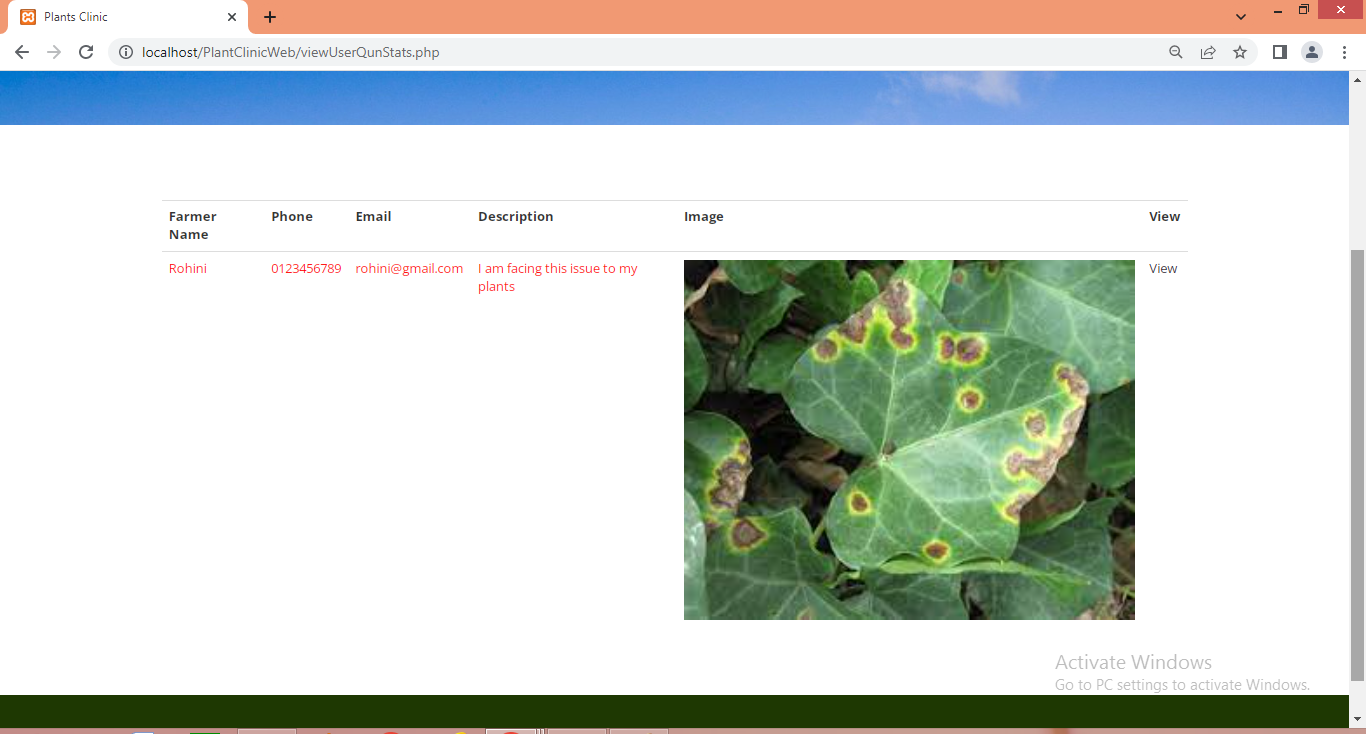 Plants Clinic
localhost/PlantClinicWeb/viewUserQunStats.php
Farmer Name Phone Email Description Image View
Rohini 0123456789 rohini@gmail.com I am facing this issue to my plants View
Activate Windows
Go to PC settings to activate Windows.